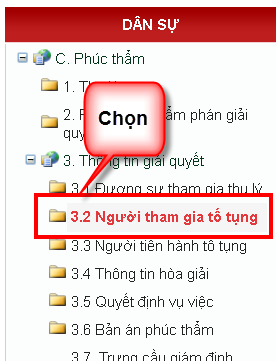 DÂN SỰ
C. Phúc thẩm
1. Th
2. P ẩm phán giải
quy
Chọn
3. Thông tin giải quyết
3.1 Đương sự tham gia thụ lý
3.2 Người tham gia tố tụng
3.3 Người tiến hành tố tụng
3.4 Thông tin hòa giải
3.5 Quyết định vụ việc
3.6 Bản án phúc thẩm
3.7. Trưng cầu giám định